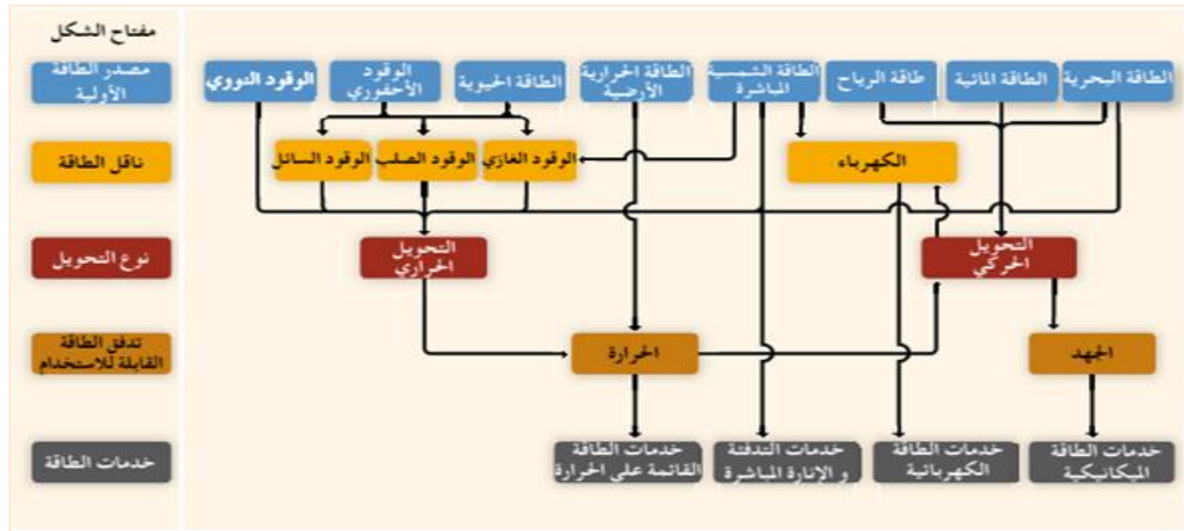 مفتاح الشكل
مصدر الطاقة
الأولية
ناقل الطاقة
نوع التحويل
تدفق الطاقة
القابلة للاستخدام
خدمات الطاقة
الطاقة البحرية
الطاقة المائية
طاقة الرياح
الطاقة الشمسية
المباشرة
الطاقة الحرارية
الأرضية
الطاقة الحيوية
الوقود
الأحفوري
الوقود النووي
الكهرباء
الوقود الغازي
الوقود الصلب
الوقود السائل
التحويل
الحركي
التحويل
الحراري
الجهد
الحرارة
خدمات الطاقة
الميكانيكية
خدمات الطاقة
الكهربائية
خدمات التدفئة
و الإنارة المباشرة
خدمات الطاقة
القائمة على الحرارة